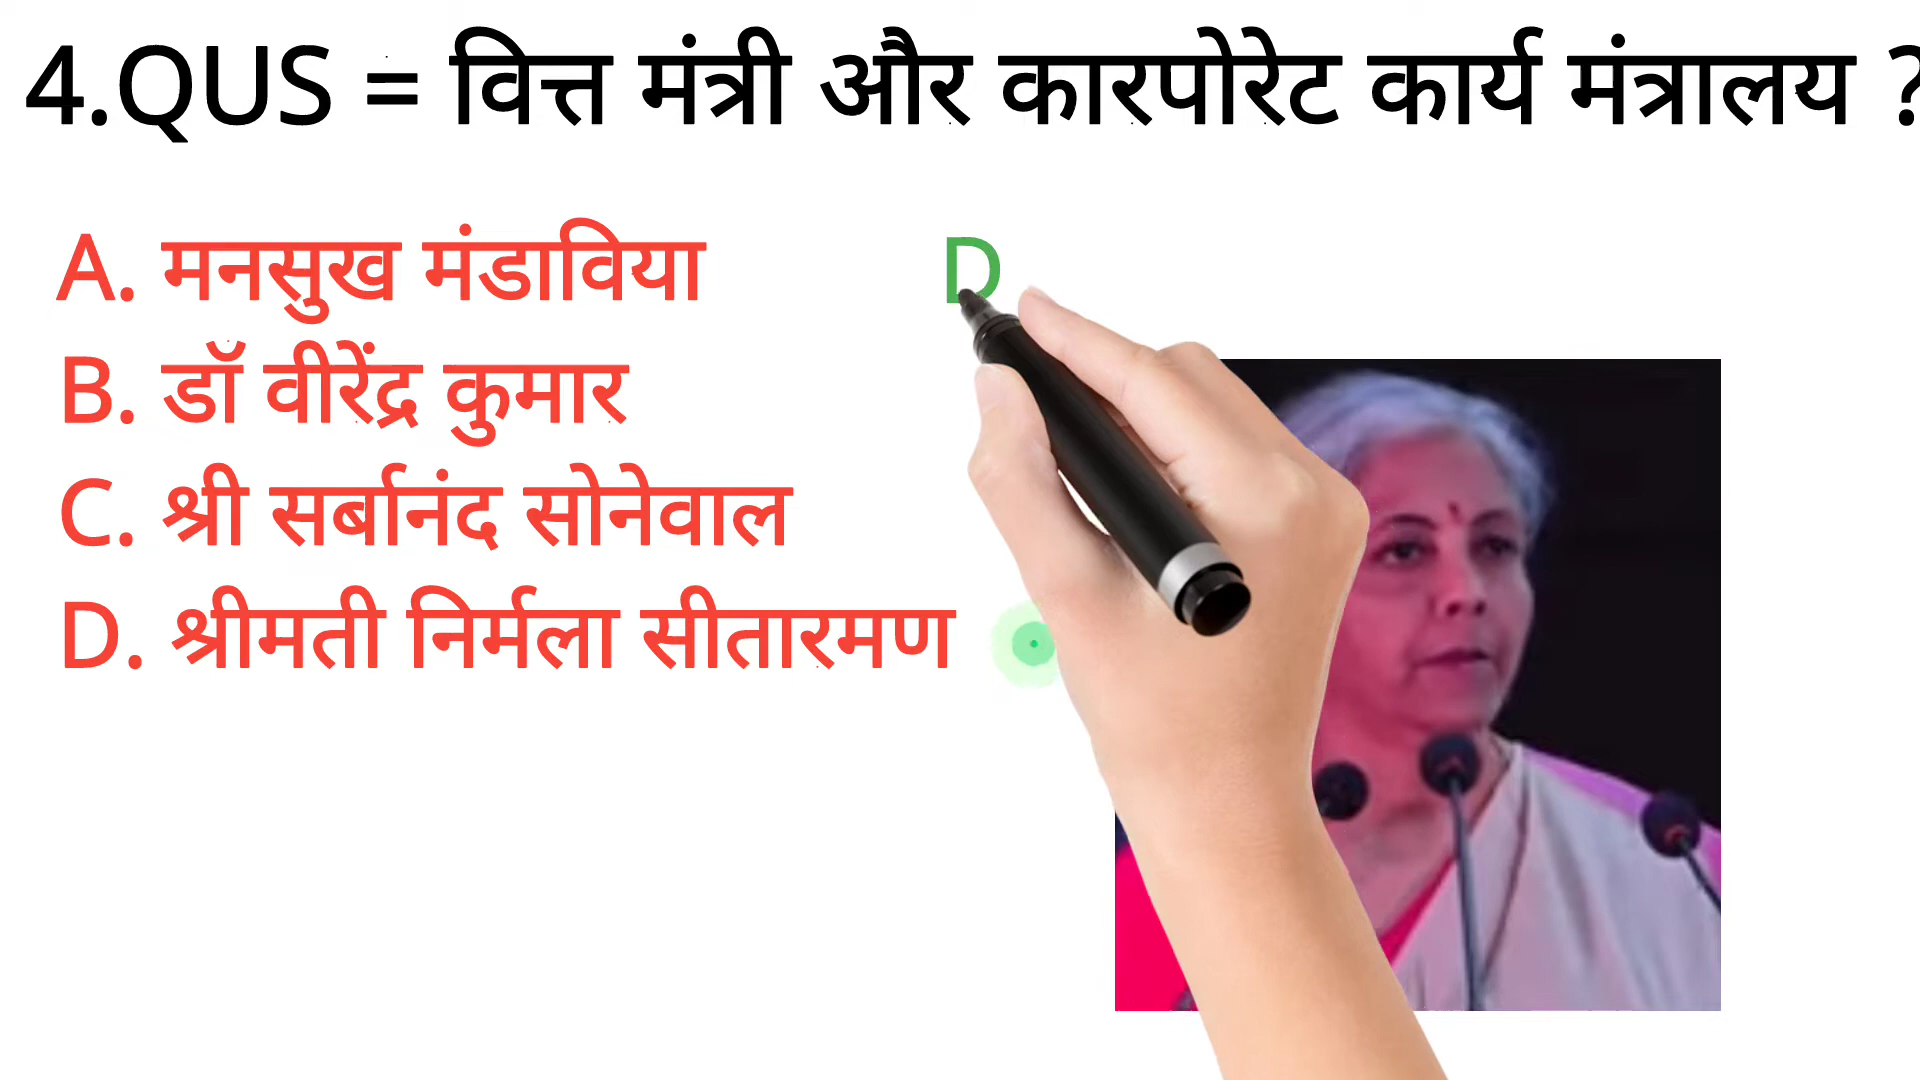 4.QUS = वित्त मंत्री और कारपोरेट कार्य मंत्रालय ?
A. मनसुख मंडाविया
D
B. डॉ वीरेंद्र कुमार
C. श्री सर्बानंद सोनेवाल
D. श्रीमती निर्मला सीतारमण